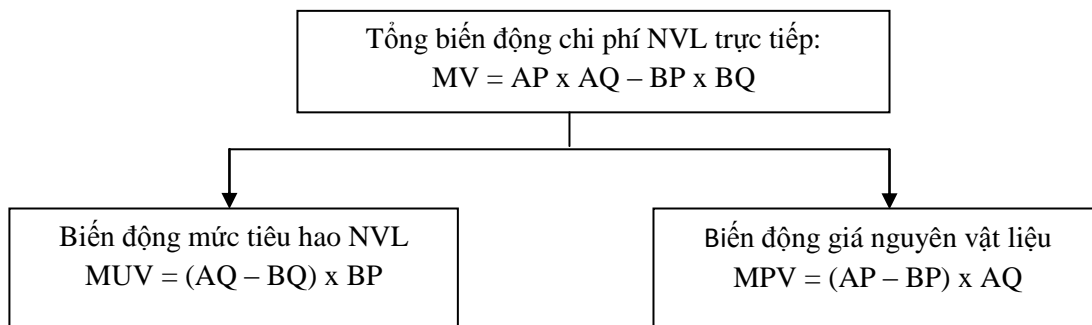 Tổng biến động chi phí NVL trực tiếp:
MV = AP x AQ – BP x BQ
Biến động mức tiêu hao NVL
MUV = (AQ – BQ) x BP
Biến động giá nguyên vật liệu
MPV = (AP – BP) x AQ